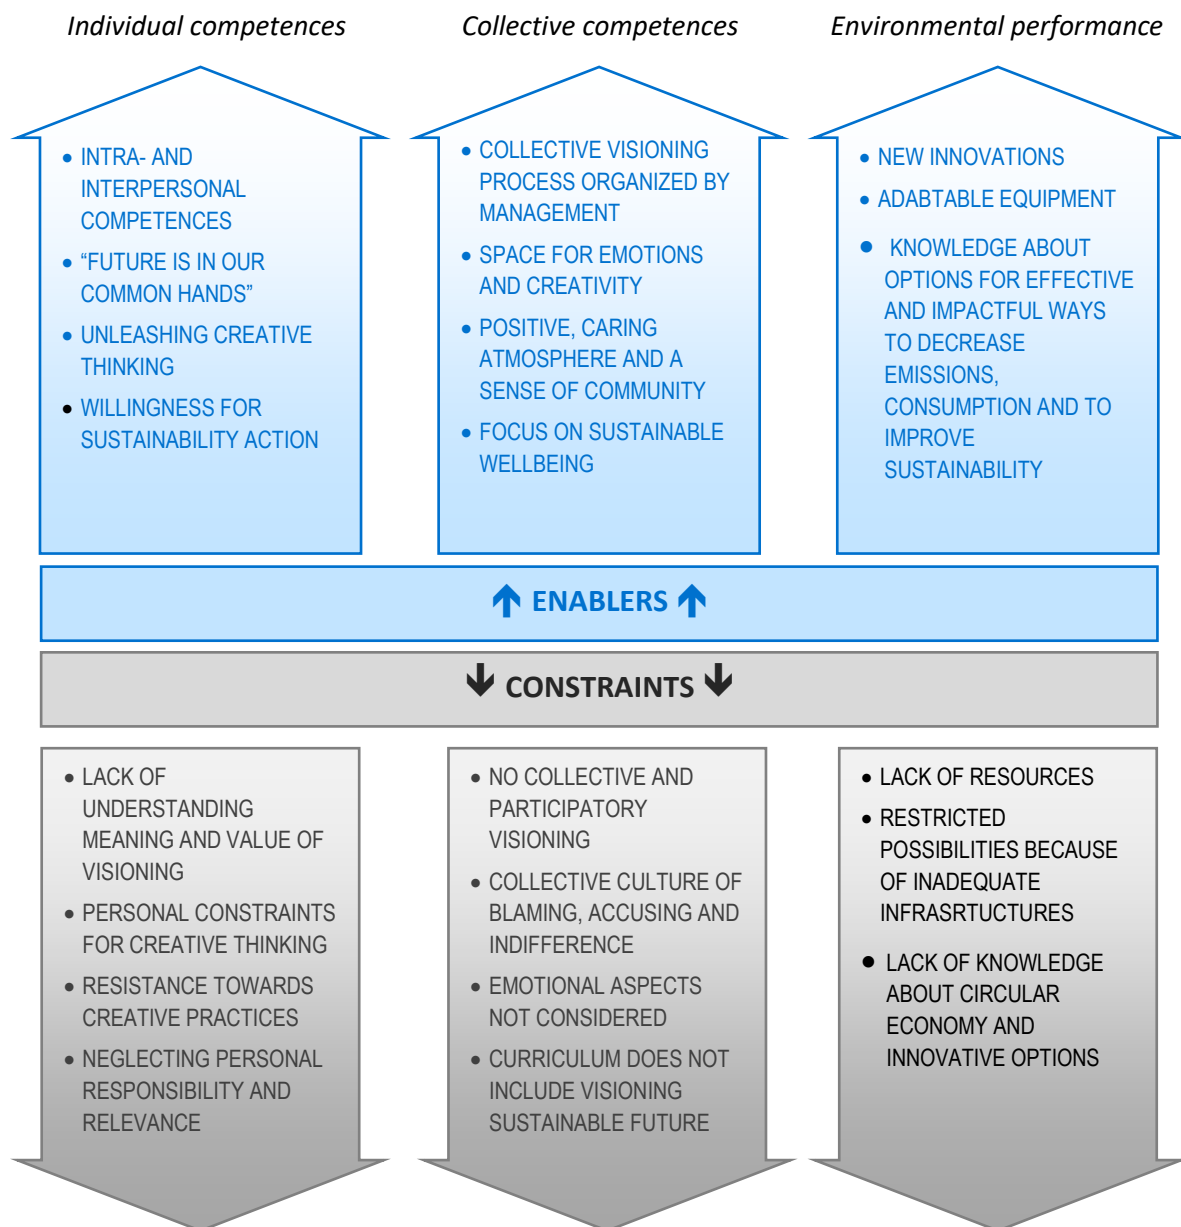 Individual competences
Collective competences
Environmental performance
• INTRA- AND
INTERPERSONAL
COMPETENCES
• “FUTURE IS IN OUR
COMMON HANDS”
• UNLEASHING CREATIVE
THINKING
• WILLINGNESS FOR
SUSTAINABILITY ACTION
• COLLECTIVE VISIONING
PROCESS ORGANIZED BY
MANAGEMENT
• SPACE FOR EMOTIONS
AND CREATIVITY
• POSITIVE, CARING
ATMOSPHERE AND A
SENSE OF COMMUNITY
• FOCUS ON SUSTAINABLE
WELLBEING
• NEW INNOVATIONS
• ADABTABLE EQUIPMENT
• KNOWLEDGE ABOUT
OPTIONS FOR EFFECTIVE
AND IMPACTFUL WAYS
TO DECREASE
EMISSIONS,
CONSUMPTION AND TO
IMPROVE
SUSTAINABILITY
↑ ENABLERS ↑
↓ CONSTRAINTS ↓
• LACK OF
UNDERSTANDING
MEANING AND VALUE OF
VISIONING
• PERSONAL CONSTRAINTS
FOR CREATIVE THINKING
• RESISTANCE TOWARDS
CREATIVE PRACTICES
• NEGLECTING PERSONAL
RESPONSIBILITY AND
RELEVANCE
• NO COLLECTIVE AND
PARTICIPATORY
VISIONING
• COLLECTIVE CULTURE OF
BLAMING, ACCUSING AND
INDIFFERENCE
• EMOTIONAL ASPECTS
NOT CONSIDERED
• CURRICULUM DOES NOT
INCLUDE VISIONING
SUSTAINABLE FUTURE
• LACK OF RESOURCES
• RESTRICTED
POSSIBILITIES BECAUSE
OF INADEQUATE
INFRASRTUCTURES
• LACK OF KNOWLEDGE
ABOUT CIRCULAR
ECONOMY AND
INNOVATIVE OPTIONS